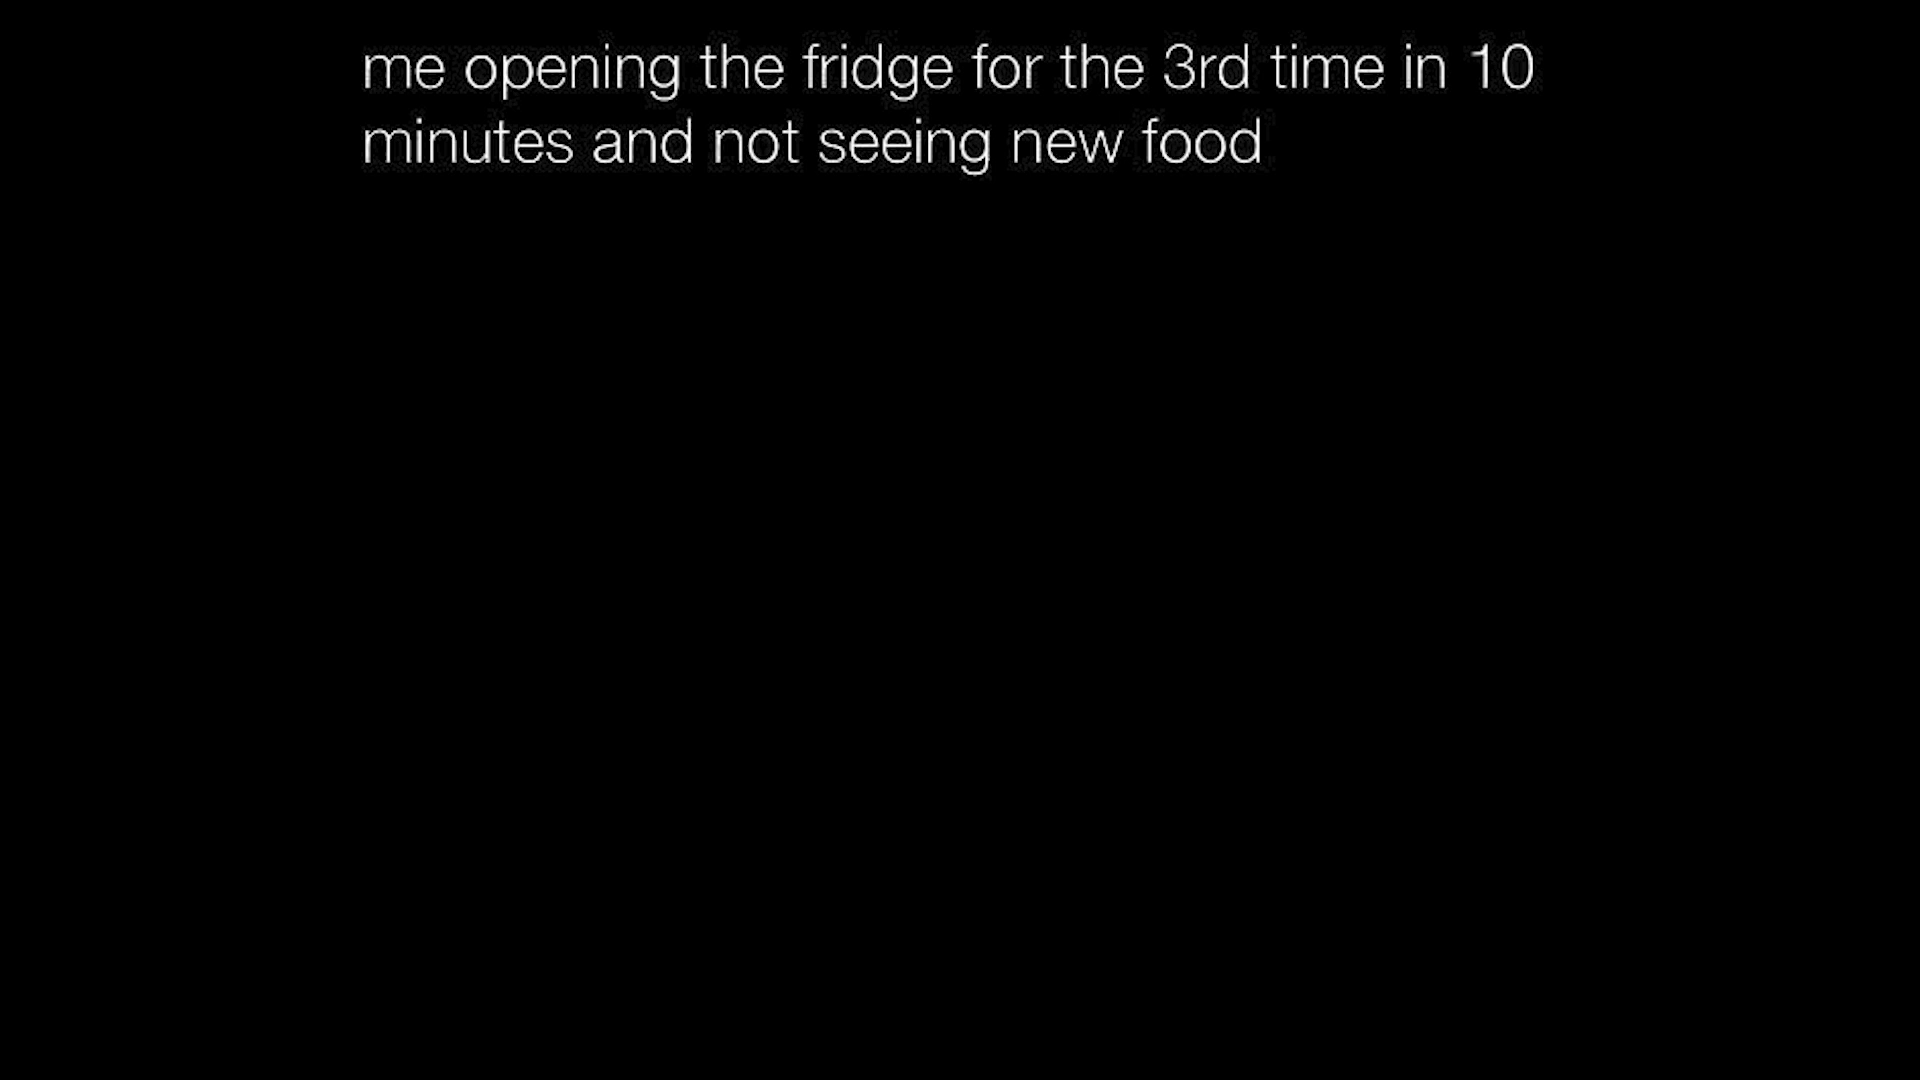 me opening the fridge for the 3rd time in 10
minutes and not seeing new food